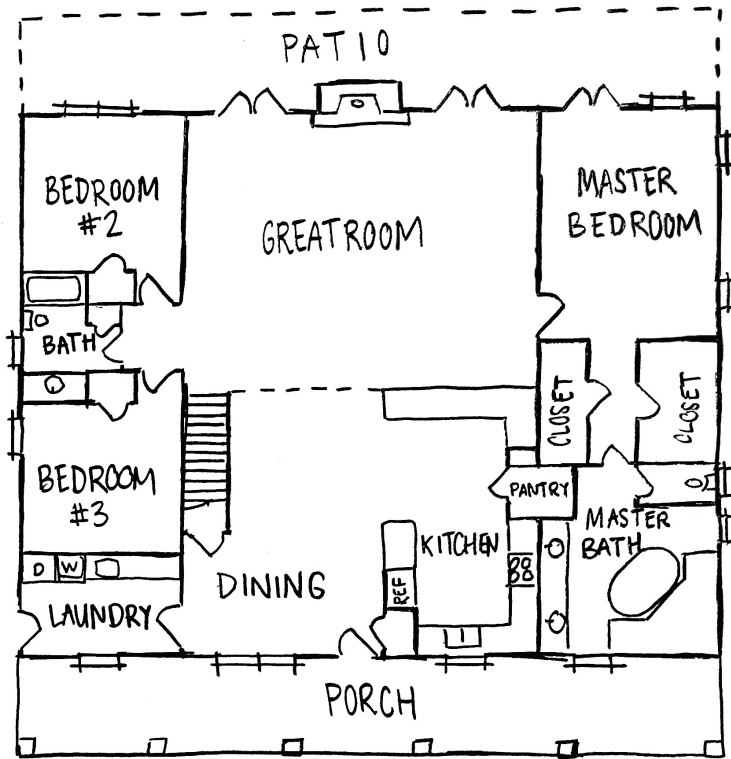 PATIO
BEDROOM
#2
GREATROOM
MASTER
BEDROOM
BATH
CLOSET
CLOSET
BEDROOM
#3
PANTRY
MASTER
BATH
KITCHEN
D
W
REF
DINING
LAUNDRY
PORCH